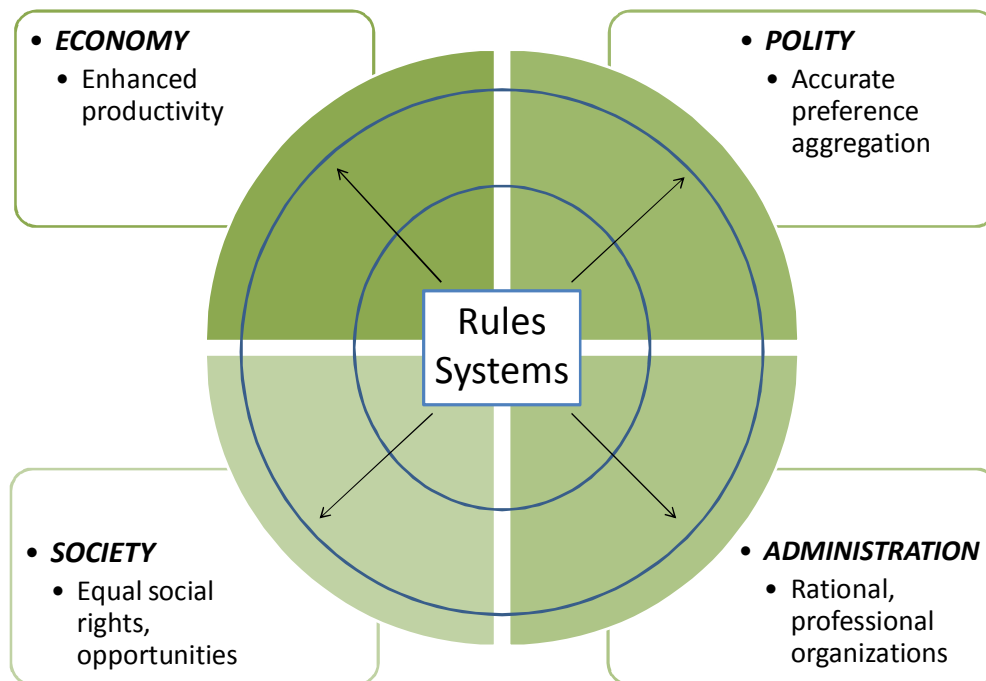 • ECONOMY
• Enhanced
productivity
• POLITY
• Accurate
preference
aggregation
Rules
Systems
• SOCIETY
• Equal social
rights,
opportunities
• ADMINISTRATION
• Rational,
professional
organizations